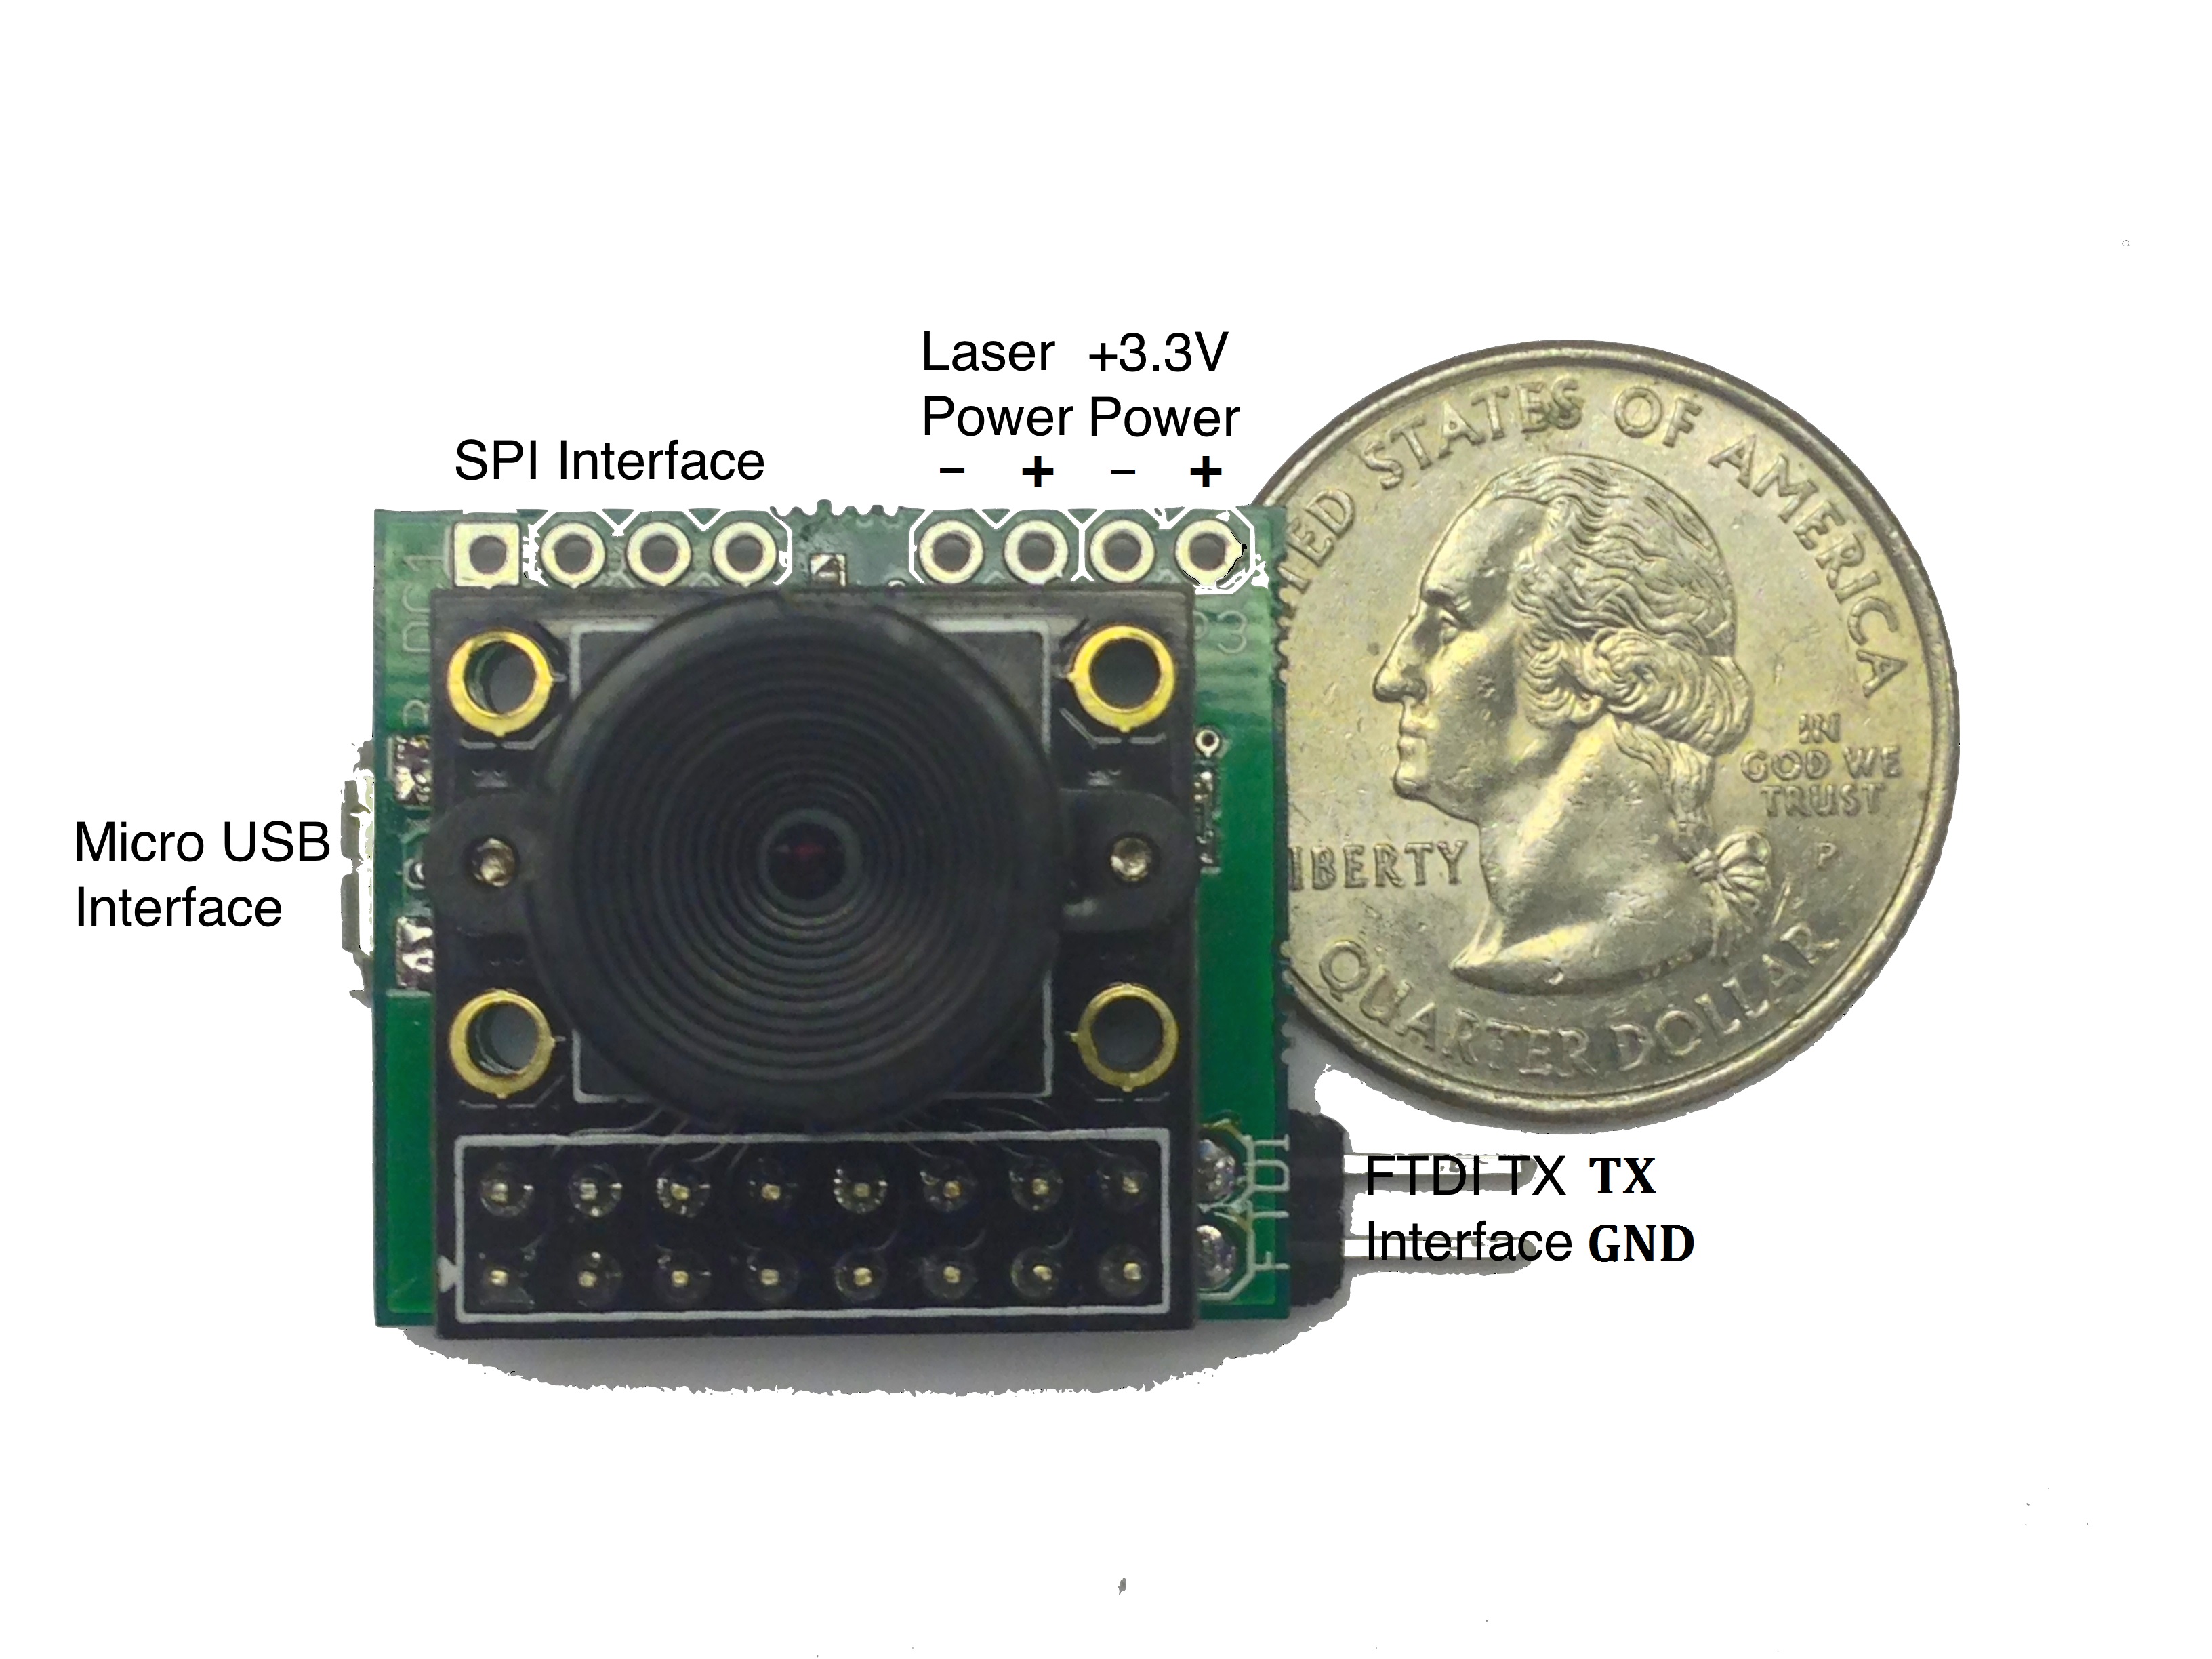 Laser +3.3V
Power Power
SPI Interface – + – +
UNITED STATES OF AMERICA
IN
GOD WE
TRUST
P
LIBERTY
QUARTER DOLLAR
Micro USB
Interface
FTDI TX TX
Interface GND
FTDI